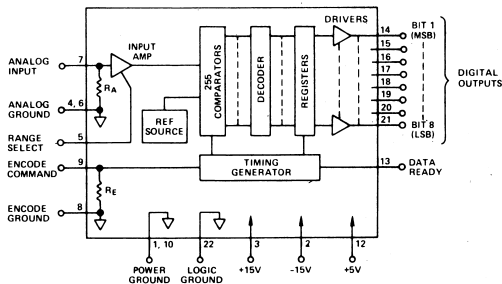 DRIVERS
14
BIT 1
(MSB)
15
16
17
18
19
20
21
BIT 8
(LSB)
DIGITAL
OUTPUTS
ANALOG
INPUT
7
INPUT
AMP
RA
ANALOG
GROUND
4, 6
RANGE
SELECT
5
REF
SOURCE
255
COMPARATORS
DECODER
REGISTERS
ENCODE
COMMAND
9
TIMING
GENERATOR
13
DATA
READY
RE
ENCODE
GROUND
8
1, 10
22
3
2
12
POWER
GROUND
LOGIC
GROUND
+15V
-15V
+5V